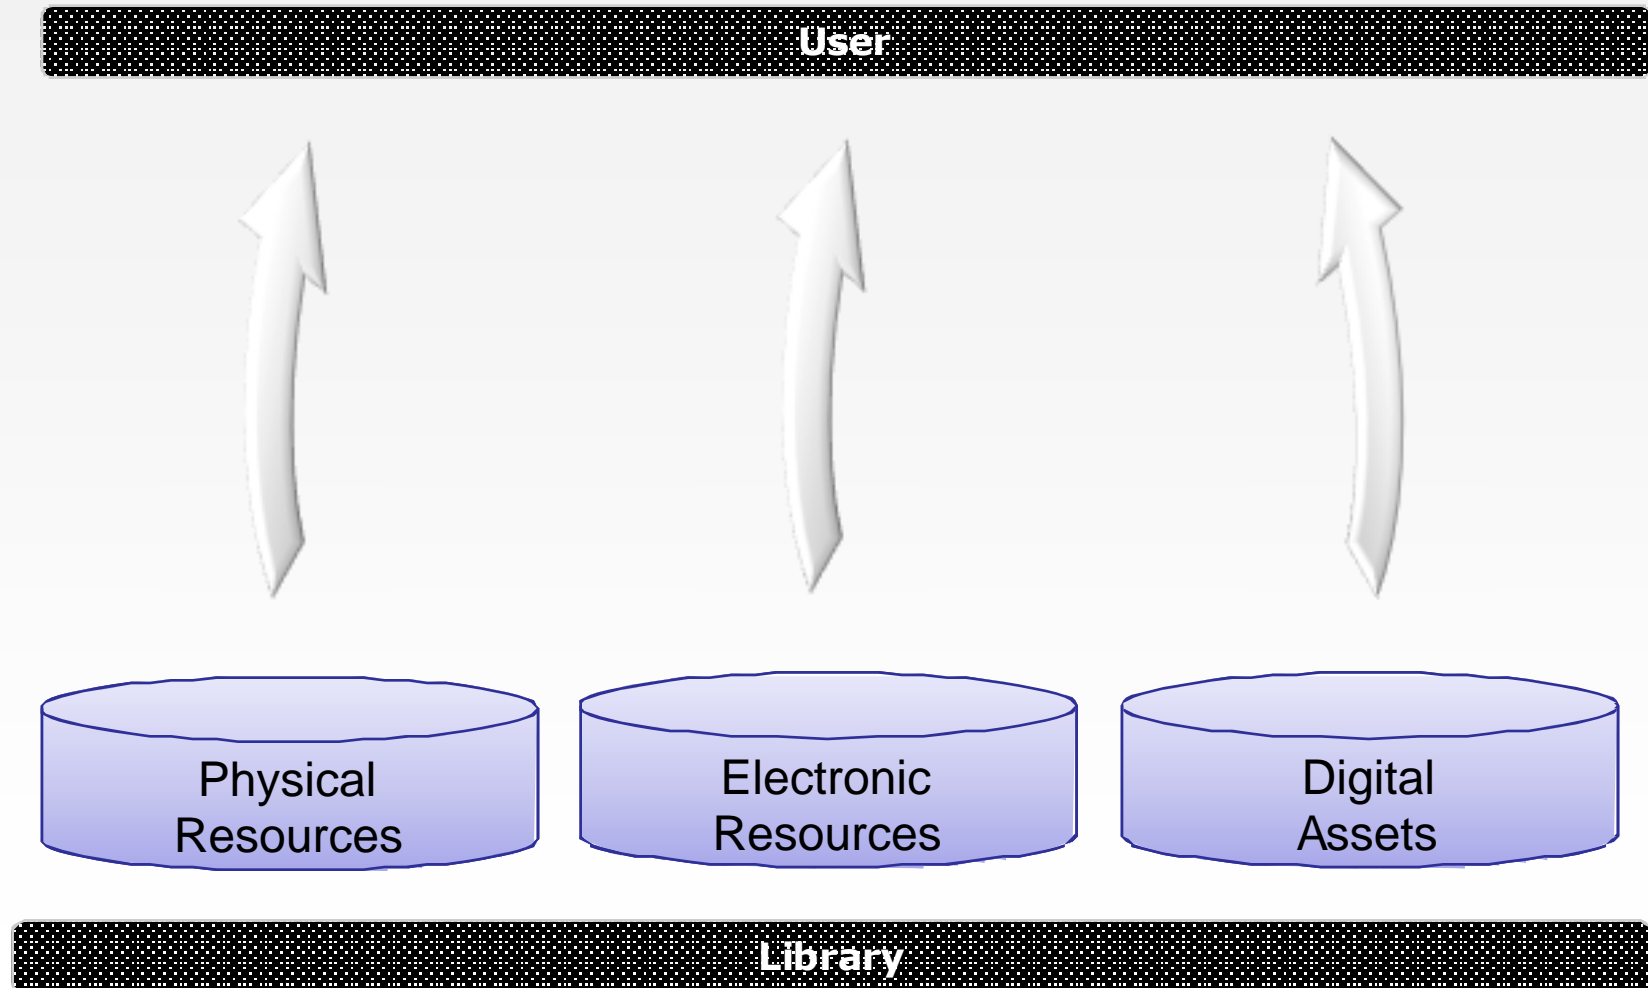 User
Physical
Resources
Electronic
Resources
Digital
Assets
Library